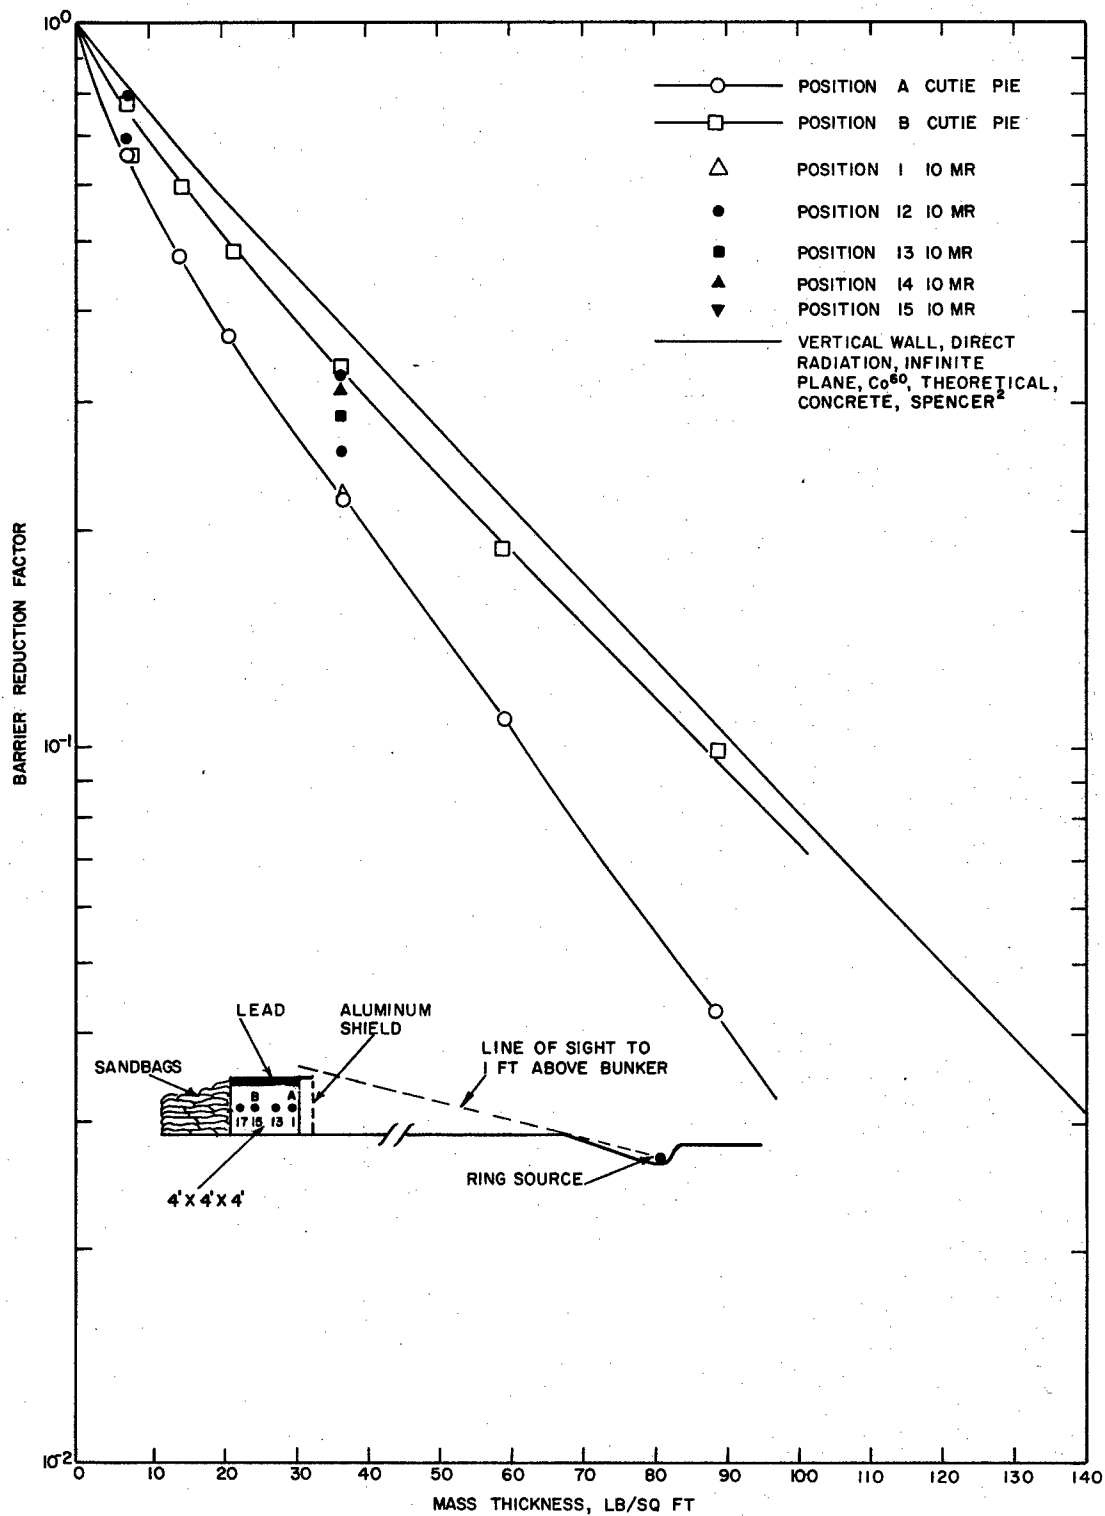 10⁰
POSITION A CUTIE PIE
POSITION B CUTIE PIE
POSITION 1 10 MR
POSITION 12 10 MR
POSITION 13 10 MR
POSITION 14 10 MR
POSITION 15 10 MR
VERTICAL WALL, DIRECT
RADIATION, INFINITE
PLANE, Co⁶⁰, THEORETICAL,
CONCRETE, SPENCER²
BARRIER REDUCTION FACTOR
10⁻¹
LEAD
ALUMINUM
SHIELD
SANDBAGS
LINE OF SIGHT TO
1 FT ABOVE BUNKER
B A
17 15 13 1
RING SOURCE
4' X 4' X 4'
10⁻²
0 10 20 30 40 50 60 70 80 90 100 110 120 130 140
MASS THICKNESS, LB/SQ FT